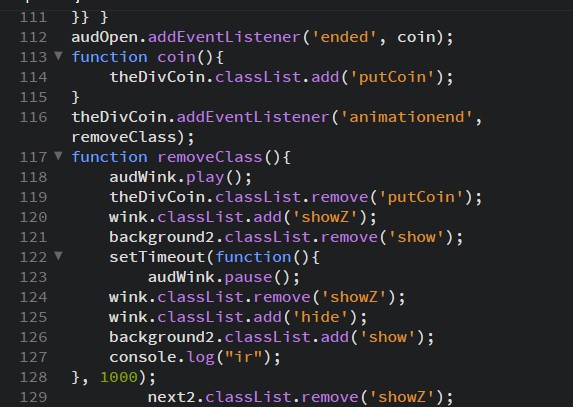 111 }} }
112 audOpen.addEventListener('ended', coin);
113 function coin(){
114 theDivCoin.classList.add('putCoin');
115 }
116 theDivCoin.addEventListener('animationend',
removeClass);
117 function removeClass(){
118 audWink.play();
119 theDivCoin.classList.remove('putCoin');
120 wink.classList.add('showZ');
121 background2.classList.remove('show');
122 setTimeout(function(){
123 audWink.pause();
124 wink.classList.remove('showZ');
125 wink.classList.add('hide');
126 background2.classList.add('show');
127 console.log("ir");
128 }, 1000);
129 next2.classList.remove('showZ');